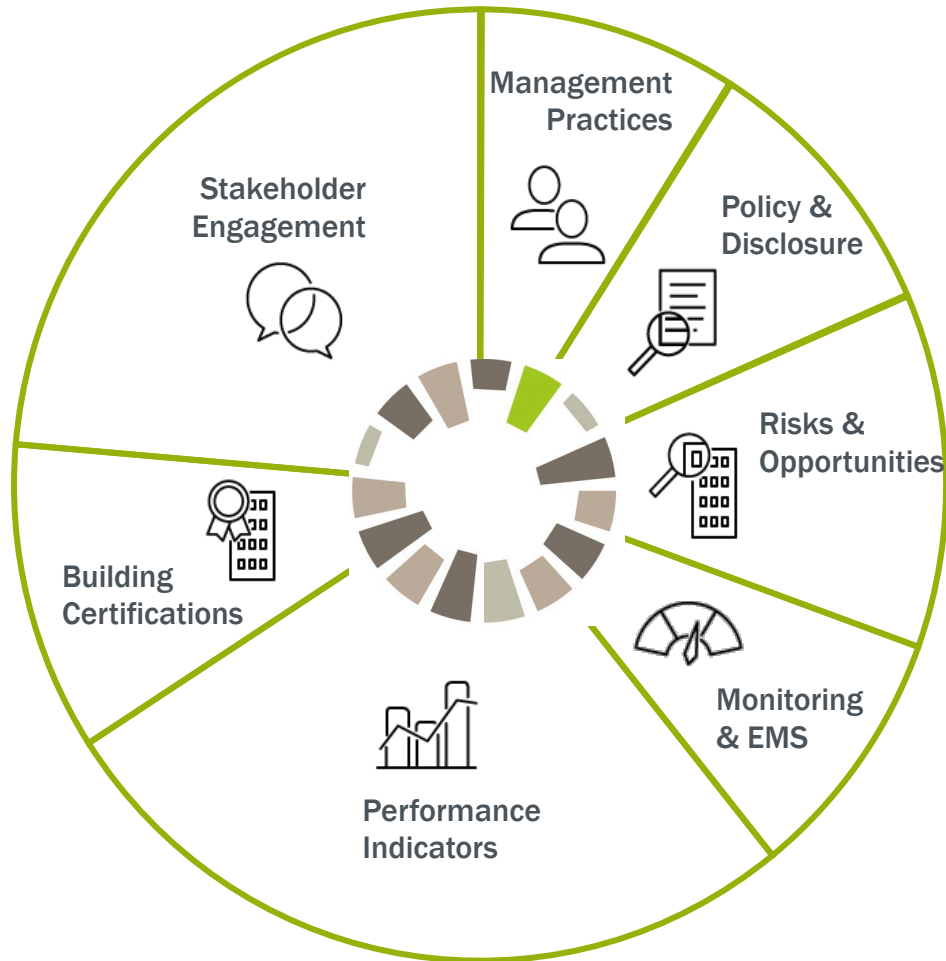 Management
Practices
Policy &
Disclosure
Risks &
Opportunities
Monitoring
& EMS
Performance
Indicators
Building
Certifications
Stakeholder
Engagement